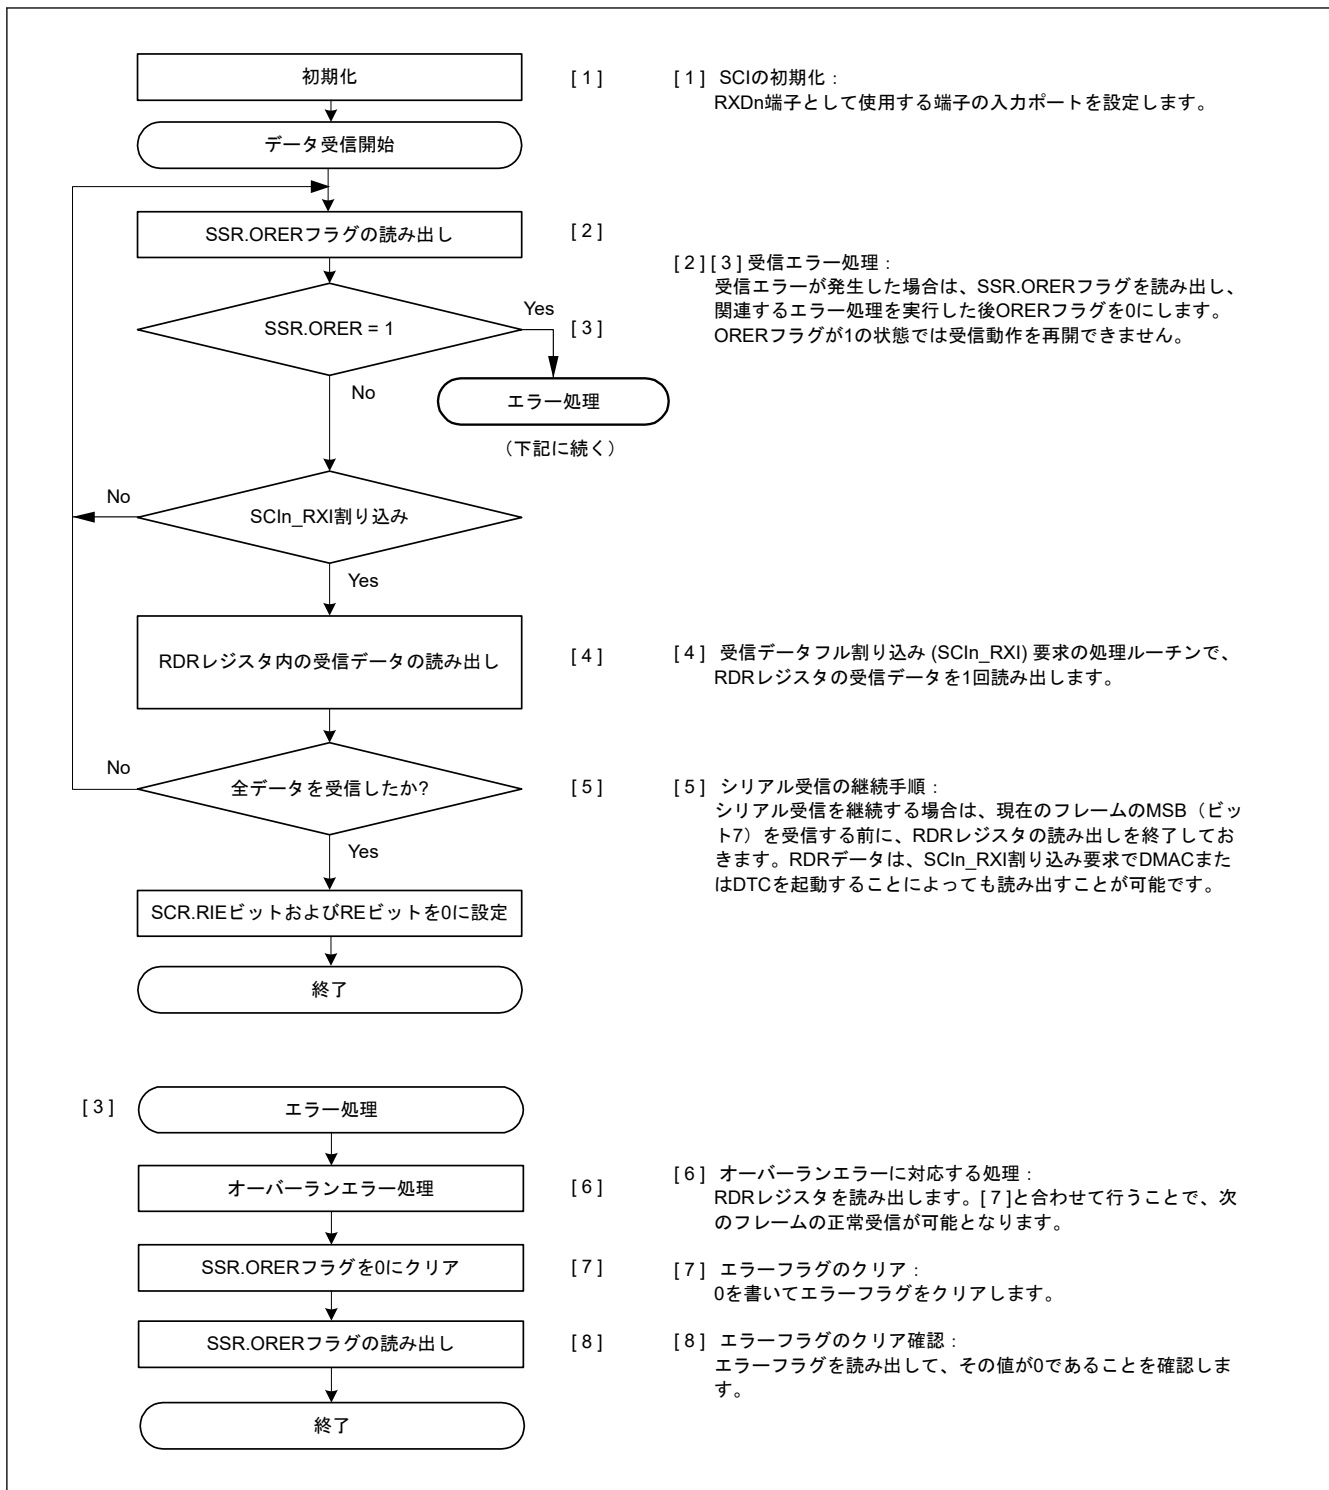 初期化
[ 1 ]
[ 1 ] SCIの初期化：
RXDn端子として使用する端子の入力ポートを設定します。
データ受信開始
SSR.ORERフラグの読み出し
[ 2 ]
[ 2 ] [ 3 ] 受信エラー処理：
受信エラーが発生した場合は、SSR.ORERフラグを読み出し、
関連するエラー処理を実行した後ORERフラグを0にします。
ORERフラグが1の状態では受信動作を再開できません。
SSR.ORER = 1
Yes
[ 3 ]
No
エラー処理
（下記に続く）
SCIn_RXI割り込み
No
Yes
RDRレジスタ内の受信データの読み出し
[ 4 ]
[ 4 ] 受信データフル割り込み (SCIn_RXI) 要求の処理ルーチンで、
RDRレジスタの受信データを1回読み出します。
全データを受信したか?
No
[ 5 ]
[ 5 ] シリアル受信の継続手順：
シリアル受信を継続する場合は、現在のフレームのMSB（ビッ
ト7）を受信する前に、RDRレジスタの読み出しを終了してお
きます。RDRデータは、SCIn_RXI割り込み要求でDMACまた
はDTCを起動することによっても読み出すことが可能です。
Yes
SCR.RIEビットおよびREビットを0に設定
終了
[ 3 ]
エラー処理
オーバーランエラー処理
[ 6 ]
[ 6 ] オーバーランエラーに対応する処理：
RDRレジスタを読み出します。[ 7 ]と合わせて行うことで、次
のフレームの正常受信が可能となります。
SSR.ORERフラグを0にクリア
[ 7 ]
[ 7 ] エラーフラグのクリア：
0を書いてエラーフラグをクリアします。
SSR.ORERフラグの読み出し
[ 8 ]
[ 8 ] エラーフラグのクリア確認：
エラーフラグを読み出して、その値が0であることを確認しま
す。
終了